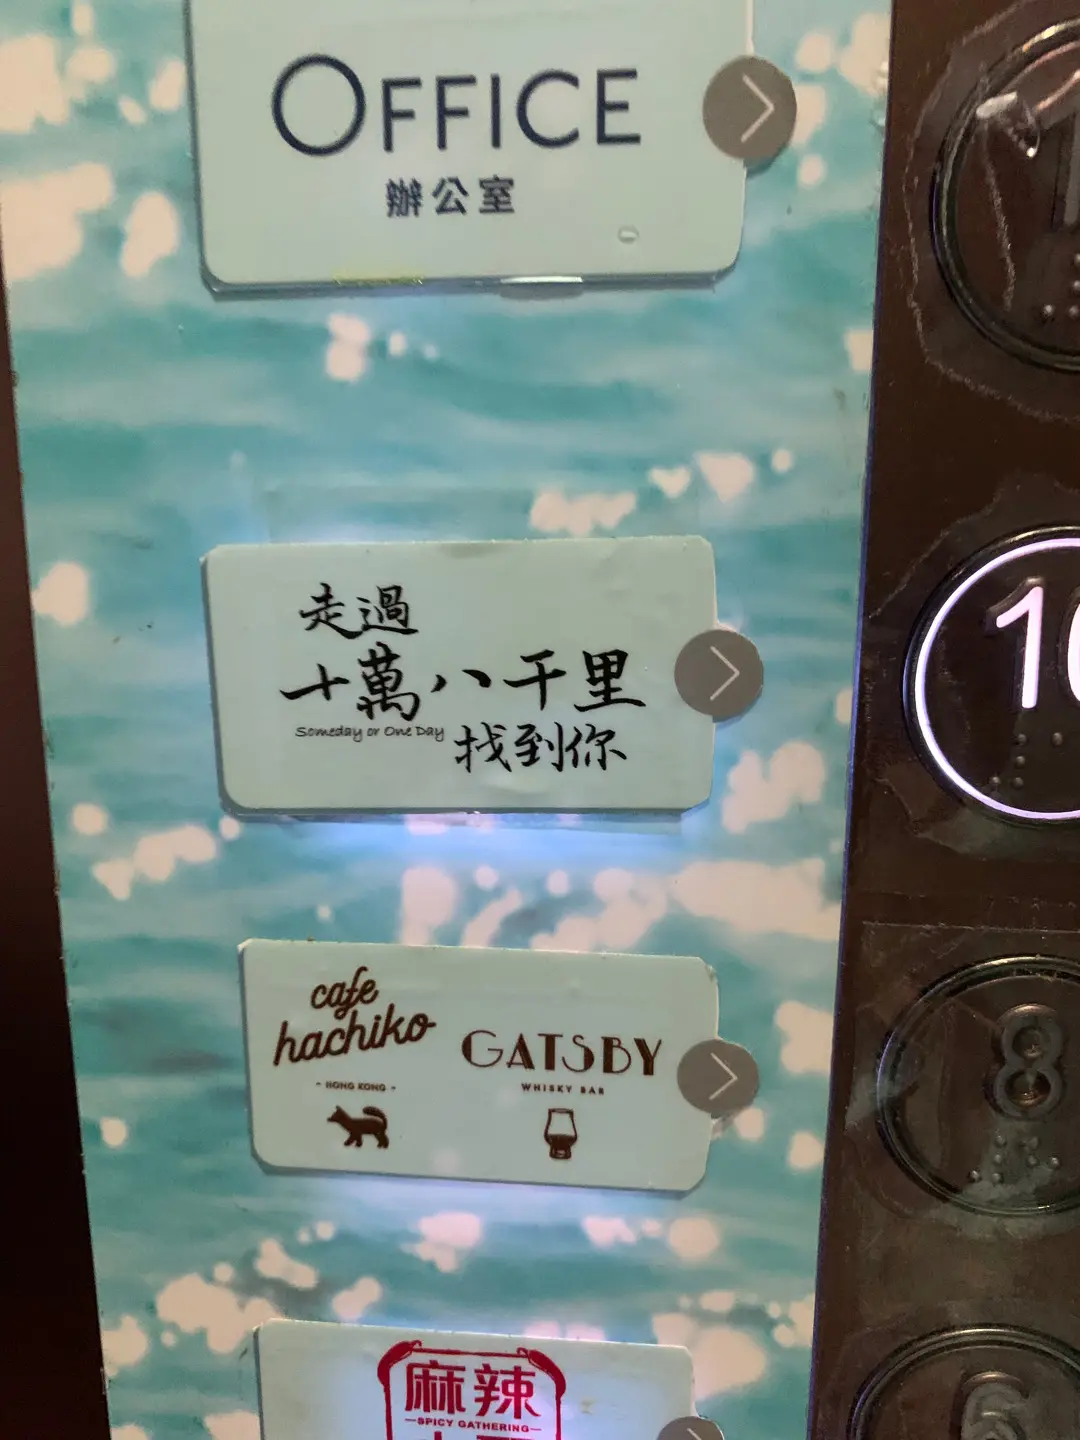 OFFICE
辦公室
走過
十萬八千里
Someday or One Day
找到你
10
cafe
hachiko
- HONG KONG -
GATSBY
WHISKY BAR
8
麻辣
SPICY GATHERING
6